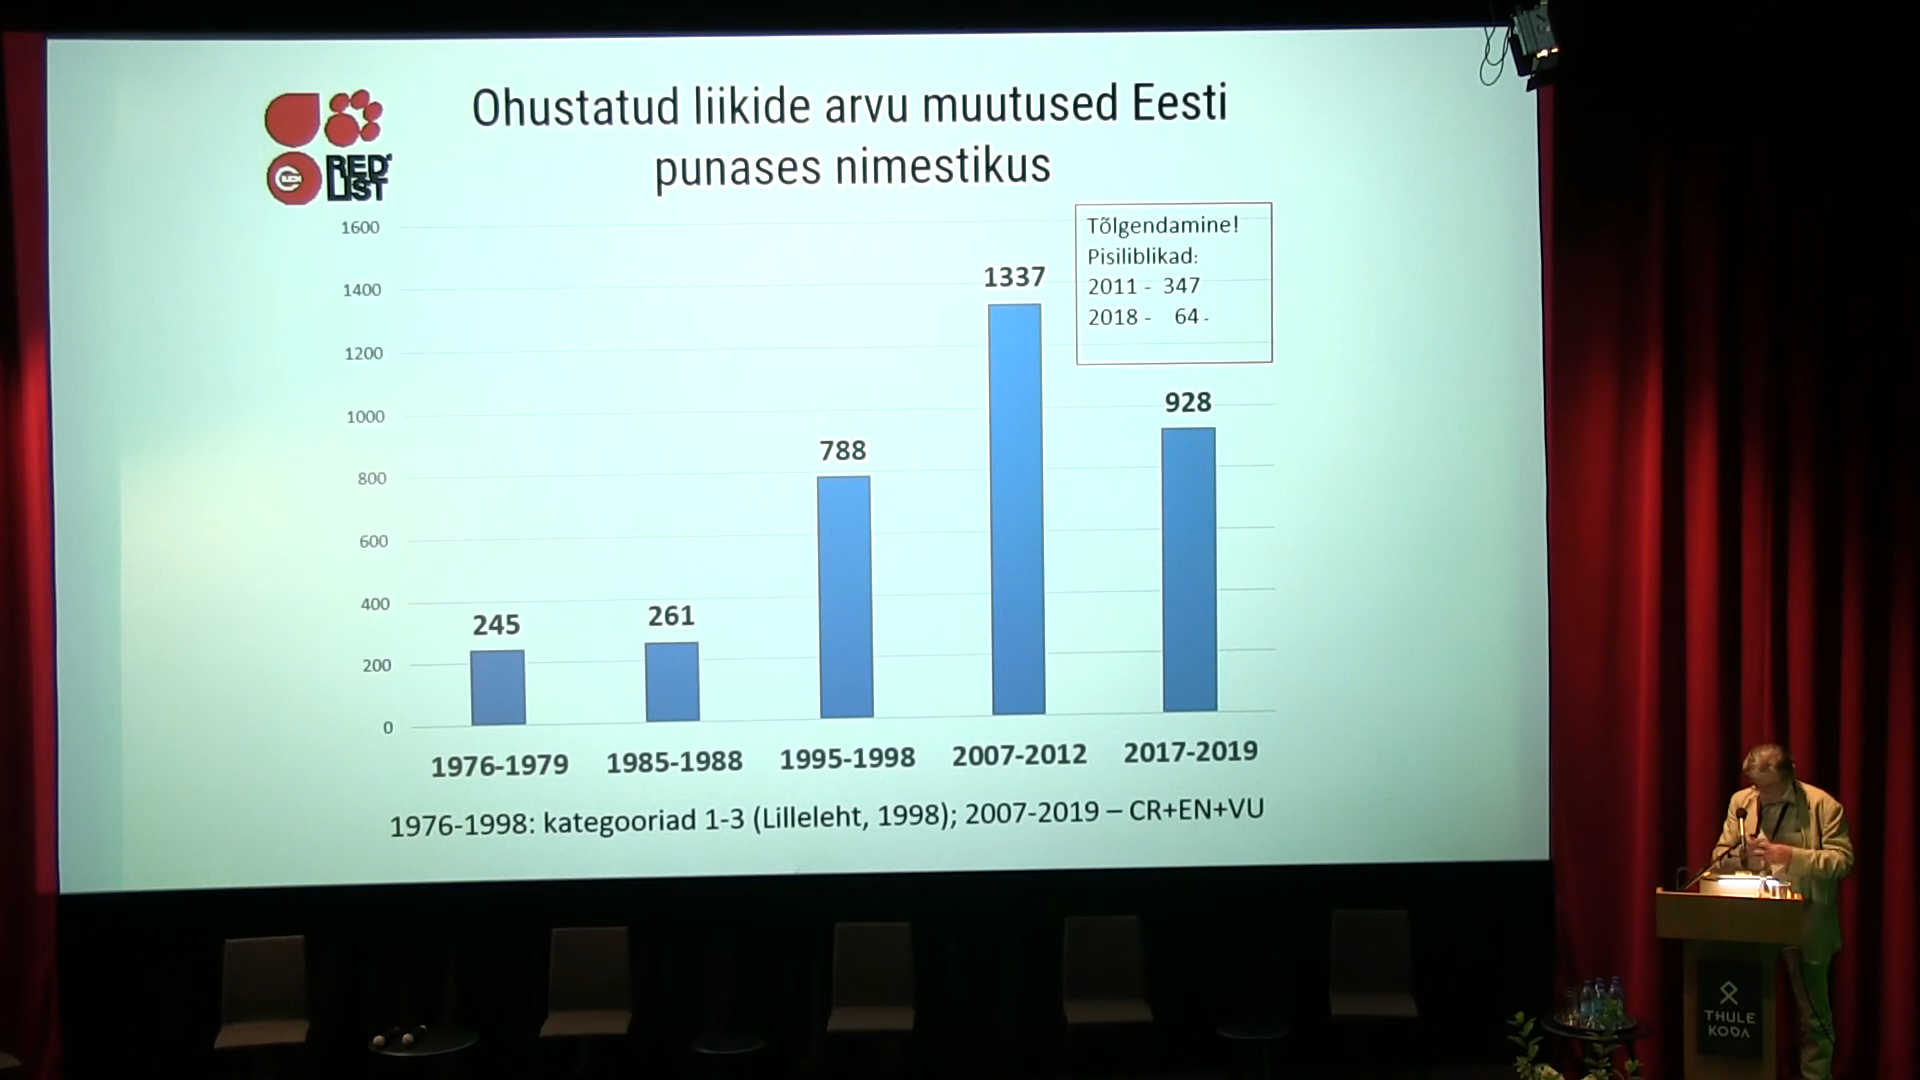 Ohustatud liikide arvu muutused Eesti
punases nimestikus
RED
LIST
Tõlgendamine!
Pisiliblikad:
2011 - 347
2018 - 64 -
1600
1400
1200
1000
800
600
400
200
0
245
261
788
1337
928
1976-1979 1985-1988 1995-1998 2007-2012 2017-2019
1976-1998: kategooriad 1-3 (Lilleleht, 1998); 2007-2019 – CR+EN+VU
THULE
KODA